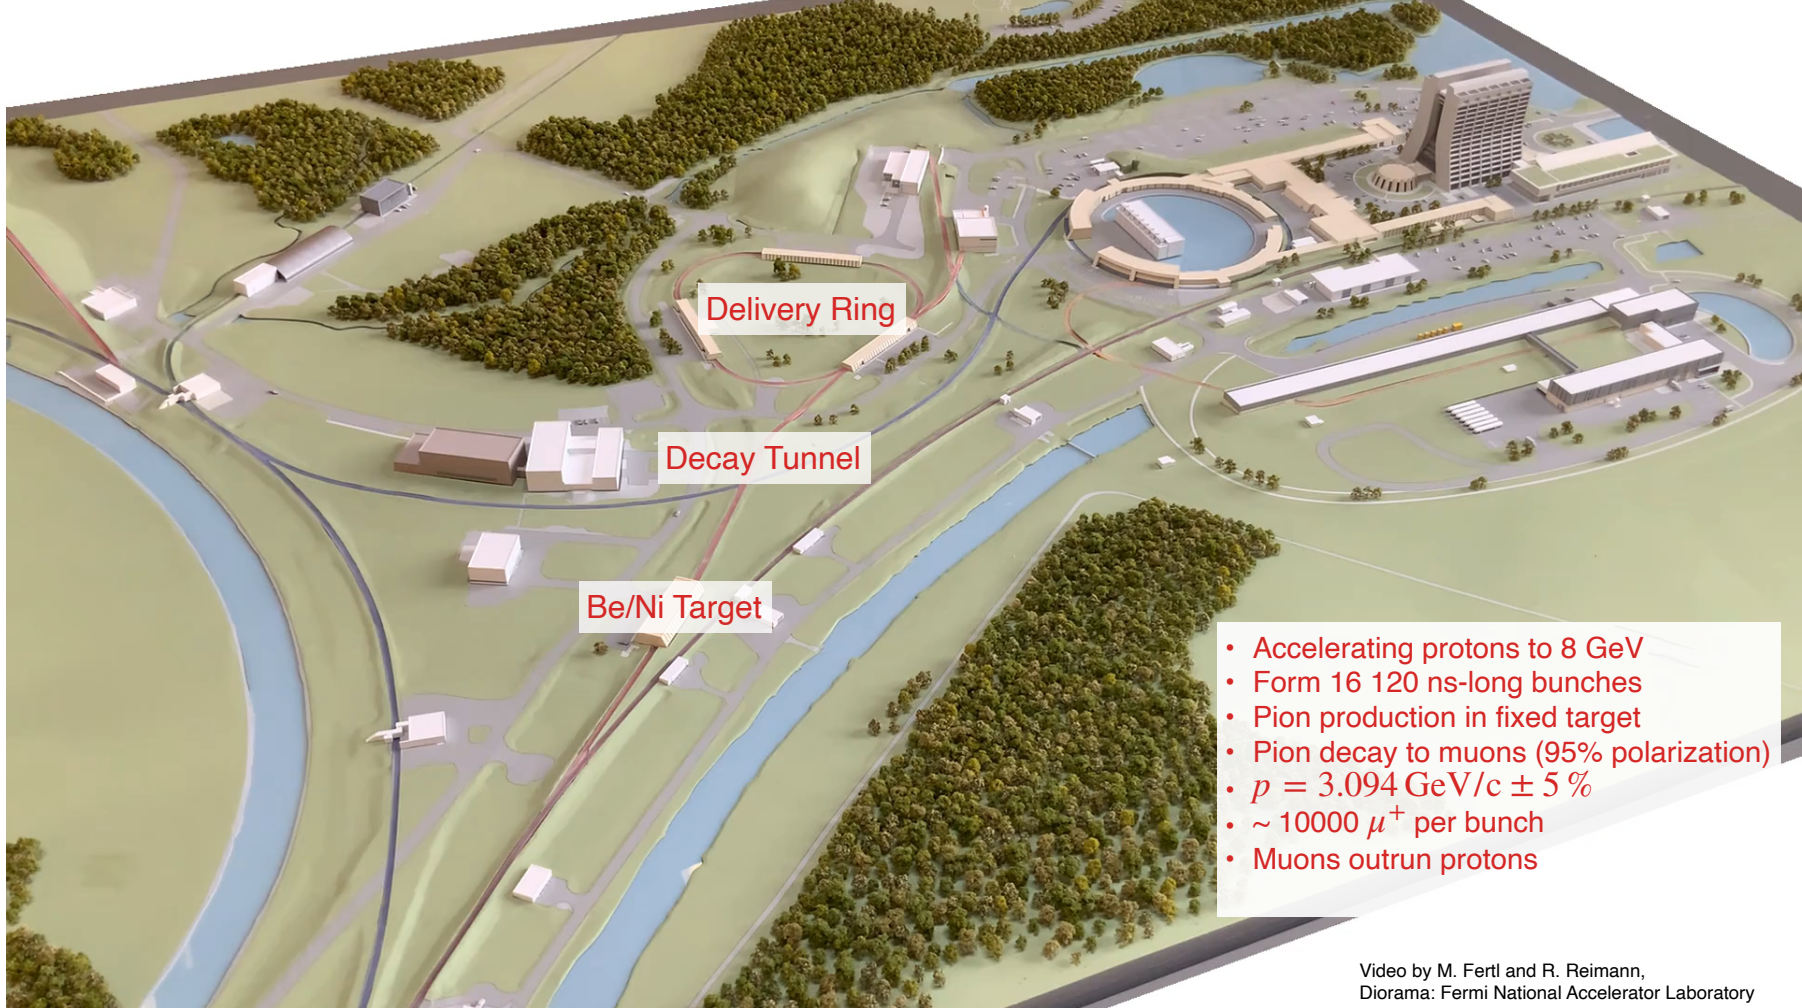 Delivery Ring
Decay Tunnel
Be/Ni Target
• Accelerating protons to 8 GeV
• Form 16 120 ns-long bunches
• Pion production in fixed target
• Pion decay to muons (95% polarization)
• p = 3.094 GeV/c ± 5 %
• ~ 10000 μ⁺ per bunch
• Muons outrun protons
Video by M. Fertl and R. Reimann,
Diorama: Fermi National Accelerator Laboratory